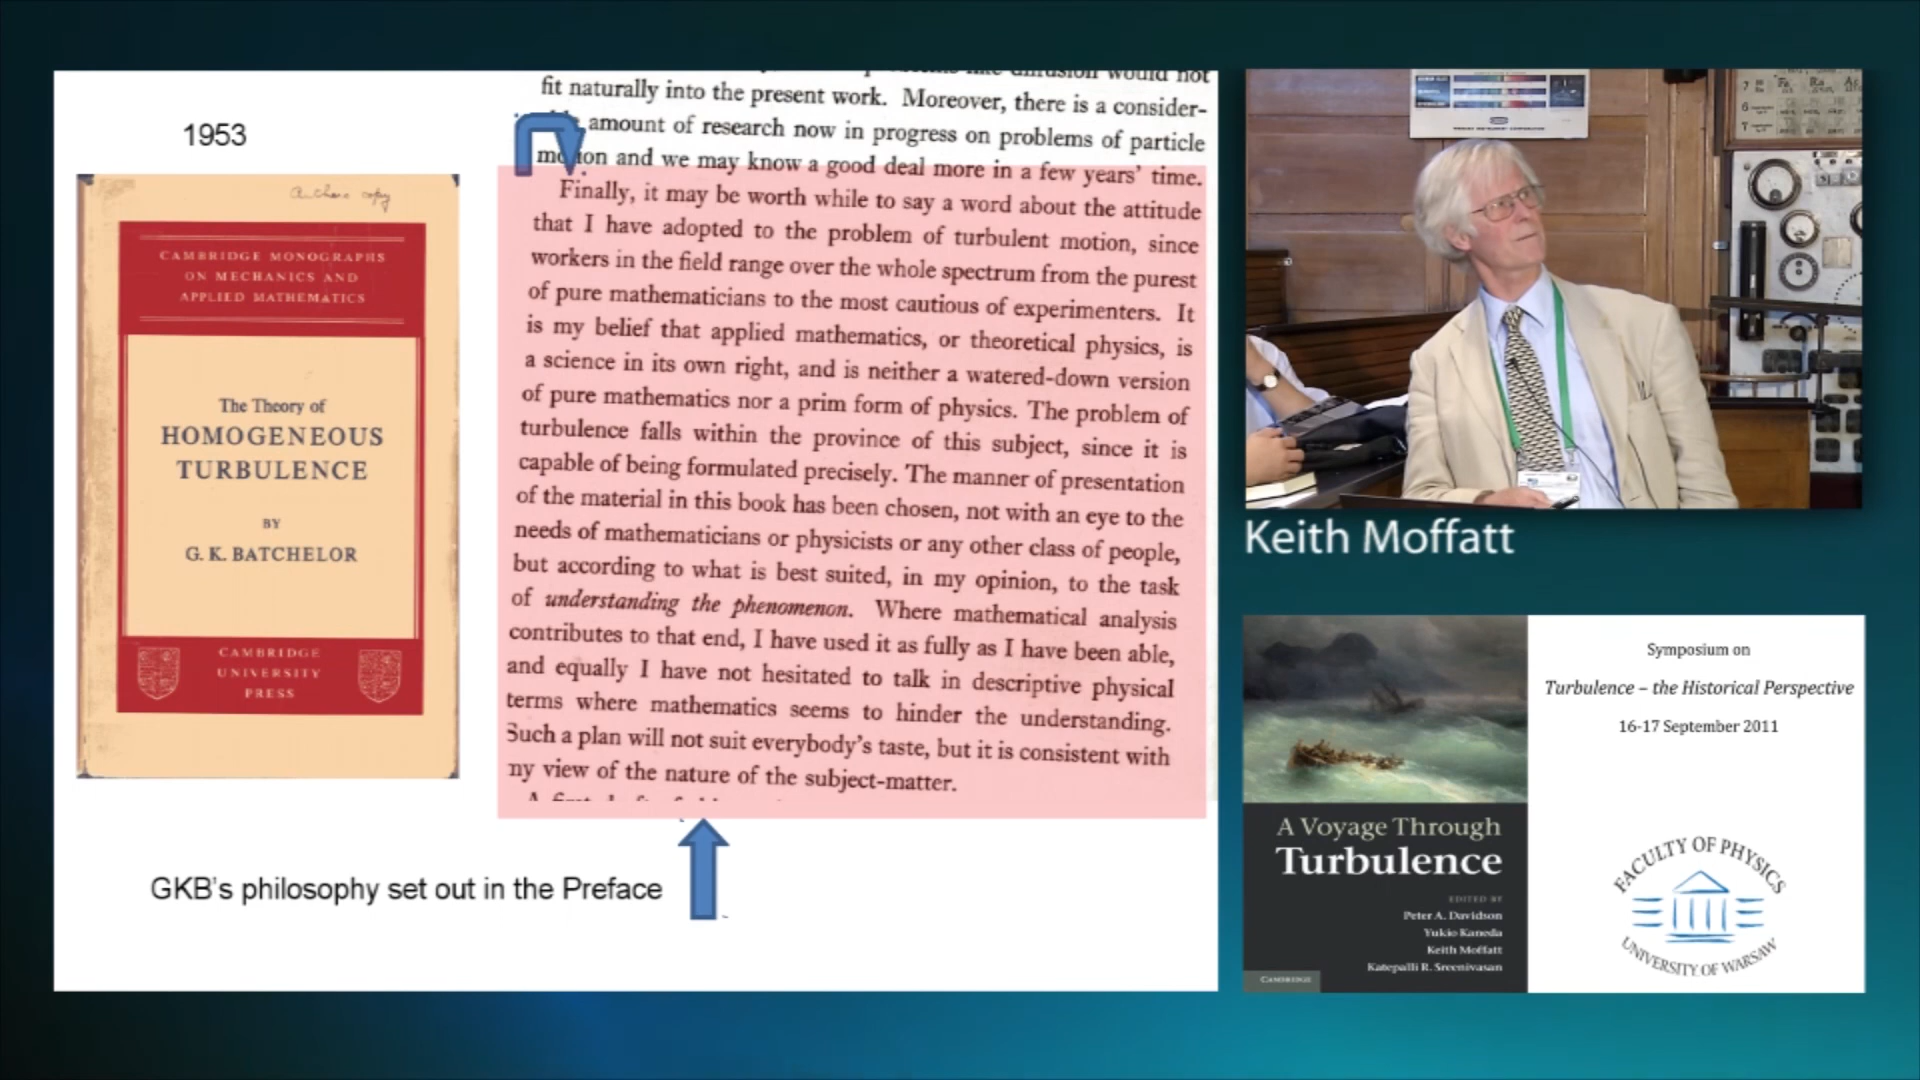 1953
Author's copy
CAMBRIDGE MONOGRAPHS
ON MECHANICS AND
APPLIED MATHEMATICS
The Theory of
HOMOGENEOUS
TURBULENCE
BY
G. K. BATCHELOR
CAMBRIDGE
UNIVERSITY
PRESS
GKB's philosophy set out in the Preface
diffusion would not
fit naturally into the present work. Moreover, there is a consider-
amount of research now in progress on problems of particle
motion and we may know a good deal more in a few years' time.
Finally, it may be worth while to say a word about the attitude
that I have adopted to the problem of turbulent motion, since
workers in the field range over the whole spectrum from the purest
of pure mathematicians to the most cautious of experimenters. It
is my belief that applied mathematics, or theoretical physics, is
a science in its own right, and is neither a watered-down version
of pure mathematics nor a prim form of physics. The problem of
turbulence falls within the province of this subject, since it is
capable of being formulated precisely. The manner of presentation
of the material in this book has been chosen, not with an eye to the
needs of mathematicians or physicists or any other class of people,
but according to what is best suited, in my opinion, to the task
of understanding the phenomenon. Where mathematical analysis
contributes to that end, I have used it as fully as I have been able,
and equally I have not hesitated to talk in descriptive physical
terms where mathematics seems to hinder the understanding.
Such a plan will not suit everybody's taste, but it is consistent with
my view of the nature of the subject-matter.
Keith Moffatt
A Voyage Through
Turbulence
EDITED BY
Peter A. Davidson
Yukio Kaneda
Keith Moffatt
Katepalli R. Sreenivasan
CAMBRIDGE
Symposium on
Turbulence – the Historical Perspective
16-17 September 2011
FACULTY OF PHYSICS
UNIVERSITY OF WARSAW